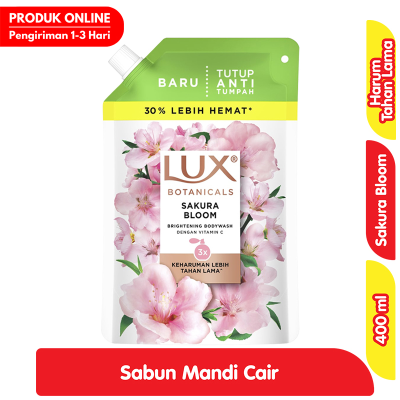 PRODUK ONLINE
Pengiriman 1-3 Hari
BARU
TUTUP
ANTI
TUMPAH
30% LEBIH HEMAT*
LUX®
BOTANICALS
SAKURA
BLOOM
BRIGHTENING BODYWASH
DENGAN VITAMIN C
3x
KEHARUMAN LEBIH
TAHAN LAMA*
Harum
Tahan Lama
Sakura Bloom
400 ml
Sabun Mandi Cair